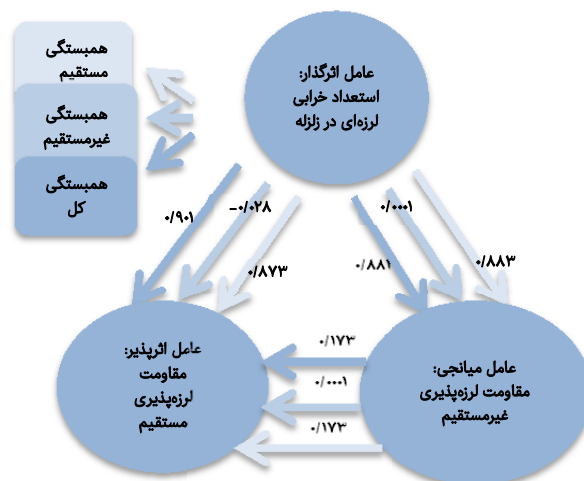 همبستگی
مستقیم
همبستگی
غیرمستقیم
همبستگی
کل
عامل اثرگذار:
استعداد خرابی
لرزه‌ای در زلزله
۰/۹۰۱
-۰/۰۲۸
۰/۸۷۳
۰/۸۸۱
۰/۰۰۰۱
۰/۸۸۳
عامل اثرپذیر:
مقاومت
لرزه‌پذیری
مستقیم
۰/۱۷۳
۰/۰۰۰۱
۰/۱۷۳
عامل میانجی:
مقاومت لرزه‌پذیری
غیرمستقیم